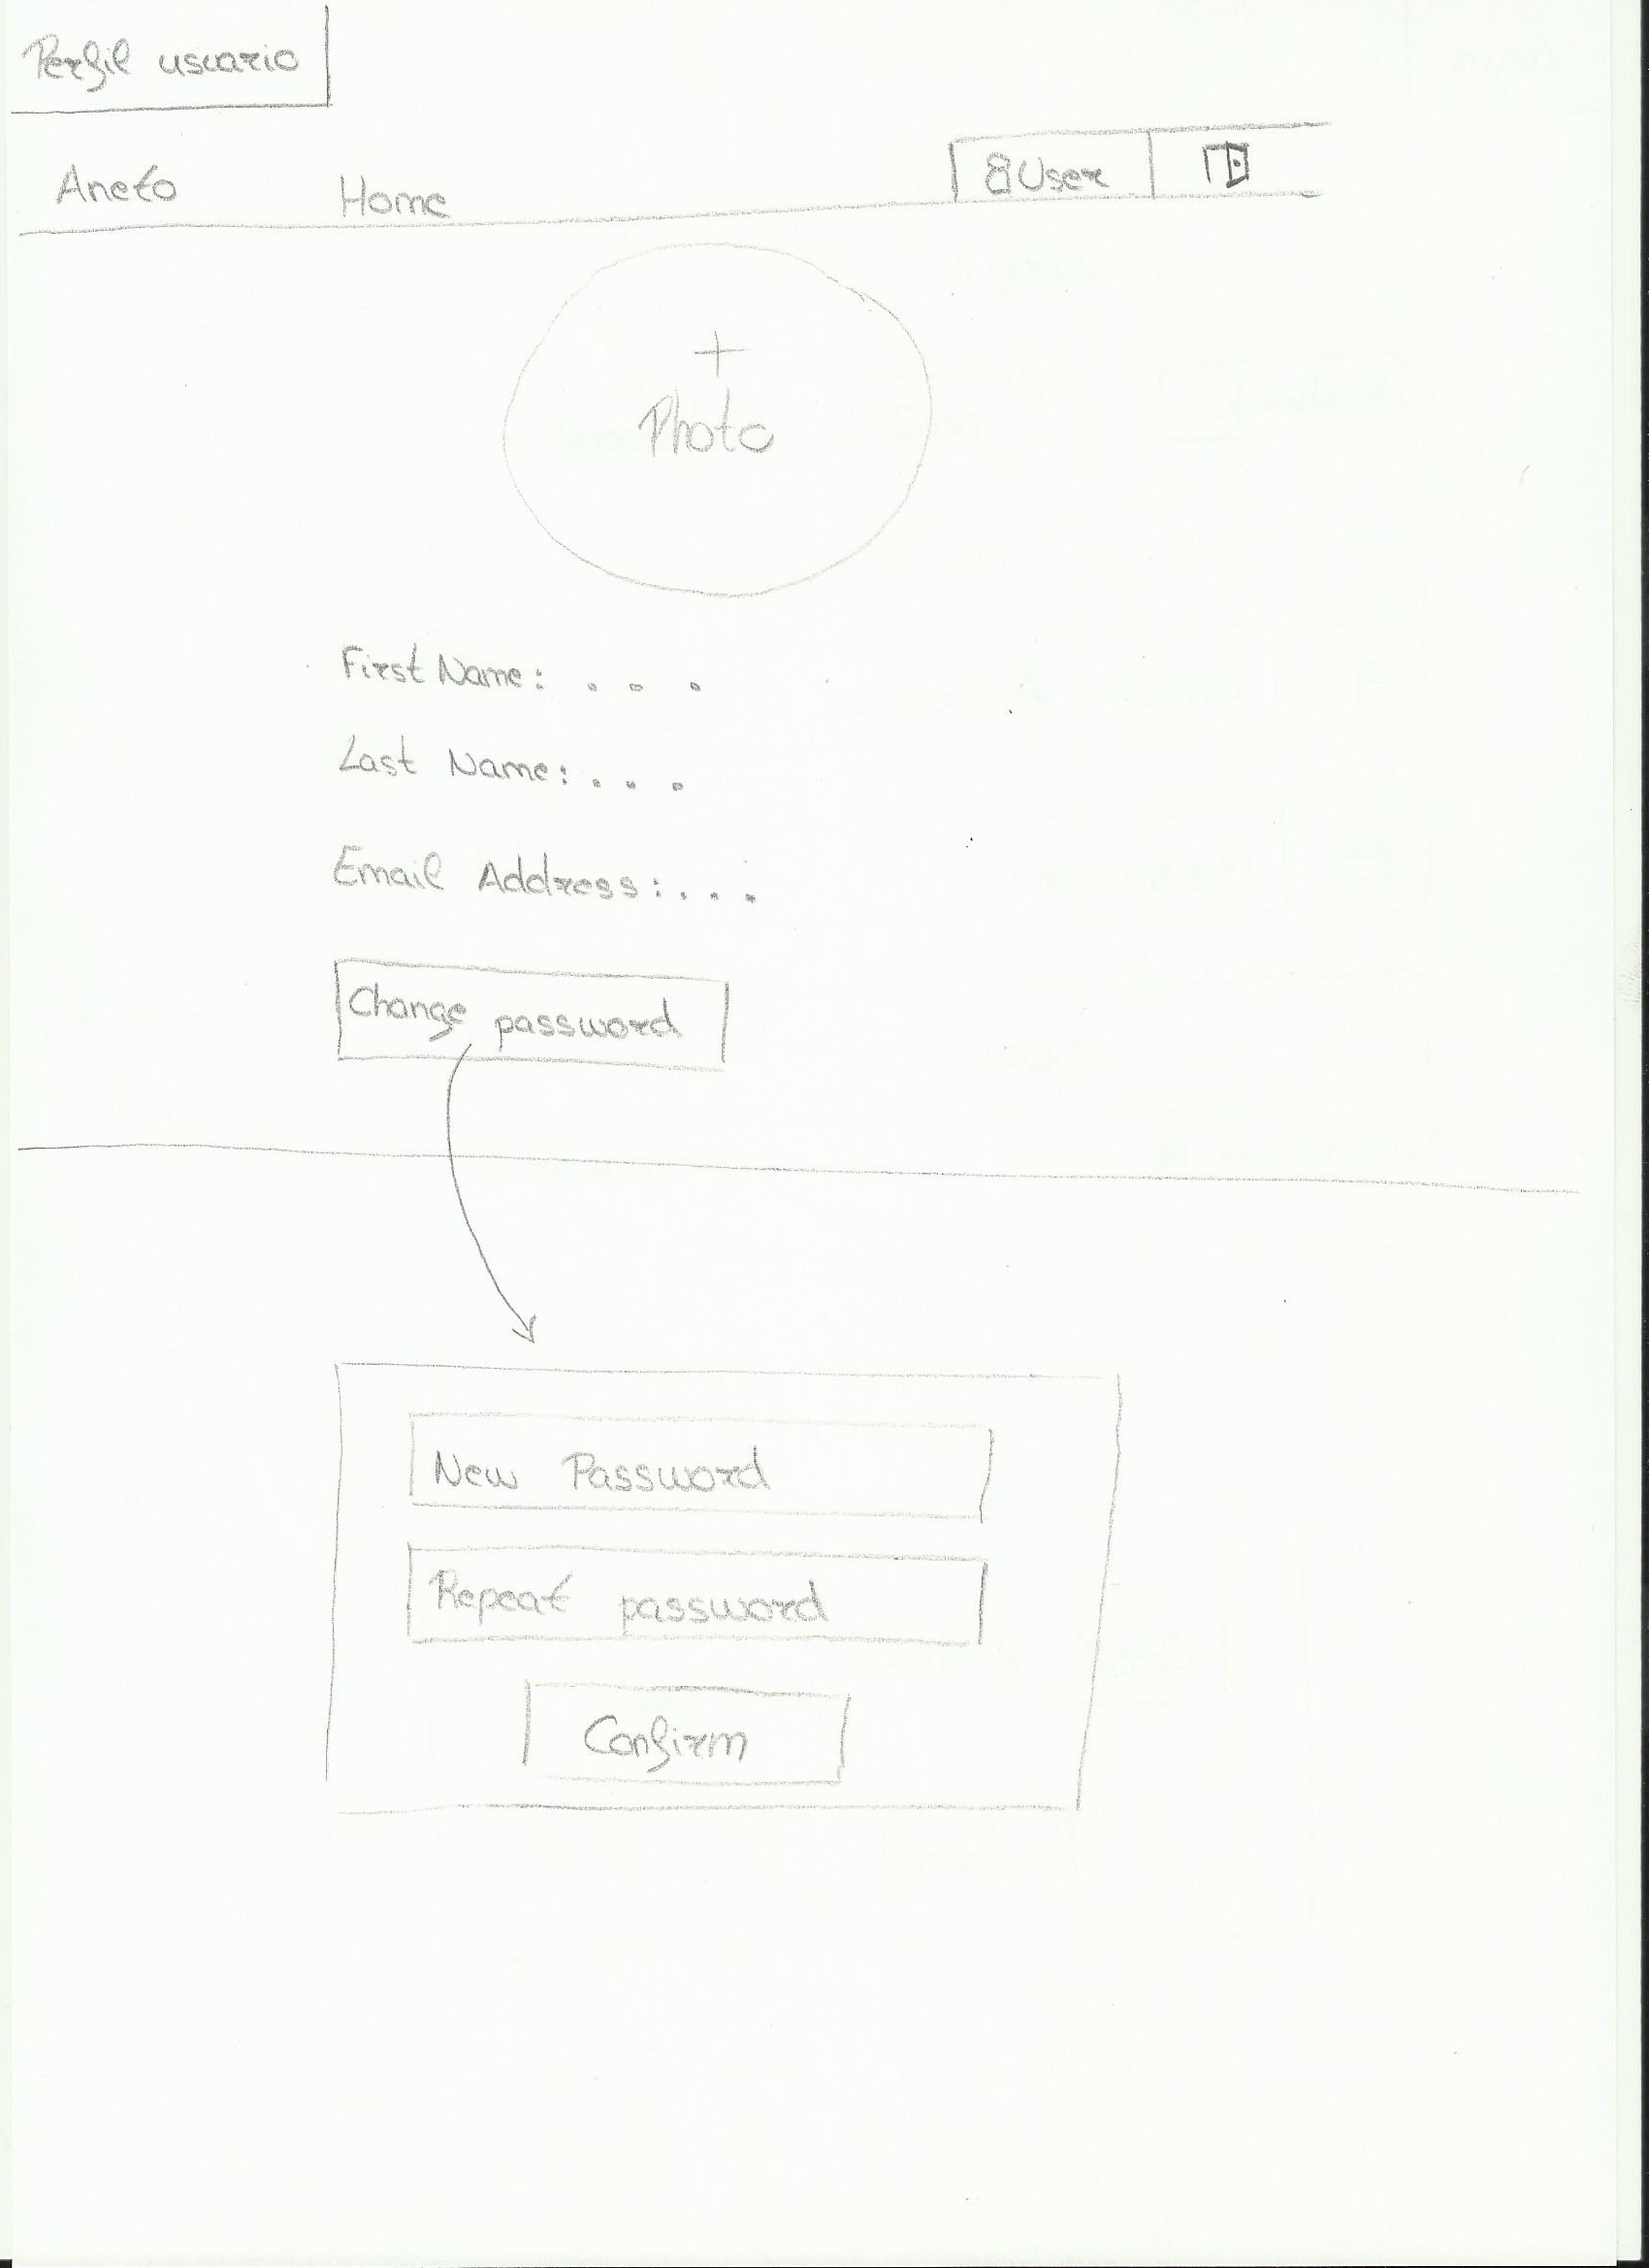 Perfil usuario
Aneto Home User
+
Photo
First Name: . . .
Last Name: . . .
Email Address: . . .
Change password
New Password
Repeat password
Confirm